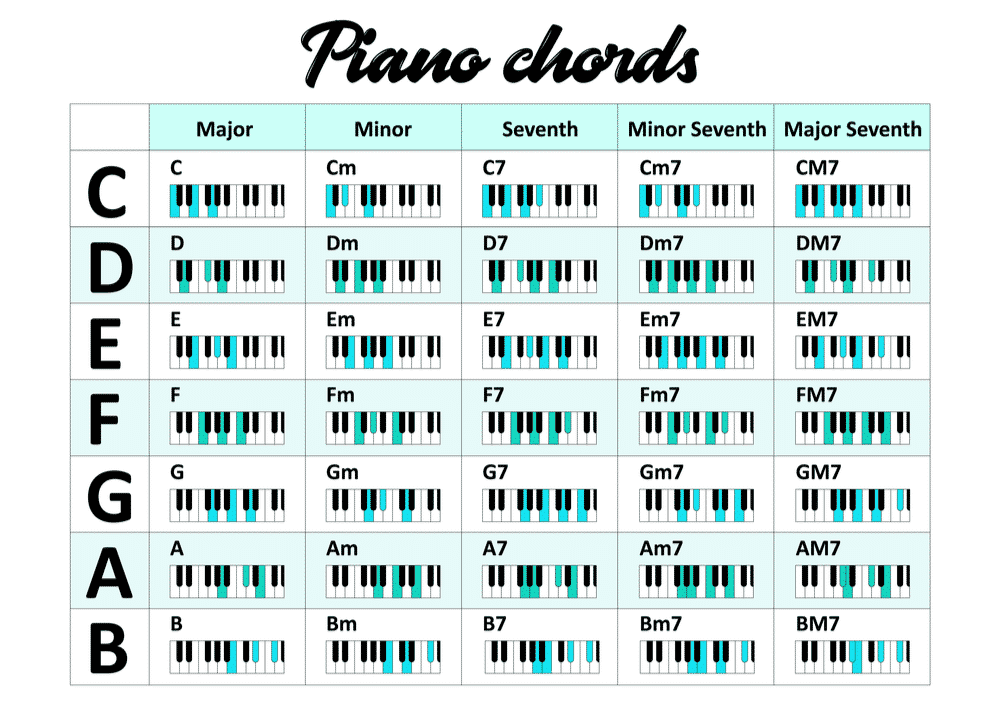 Piano chords
Major Minor Seventh Minor Seventh Major Seventh
C C Cm C7 Cm7 CM7
D D Dm D7 Dm7 DM7
E E Em E7 Em7 EM7
F F Fm F7 Fm7 FM7
G G Gm G7 Gm7 GM7
A A Am A7 Am7 AM7
B B Bm B7 Bm7 BM7